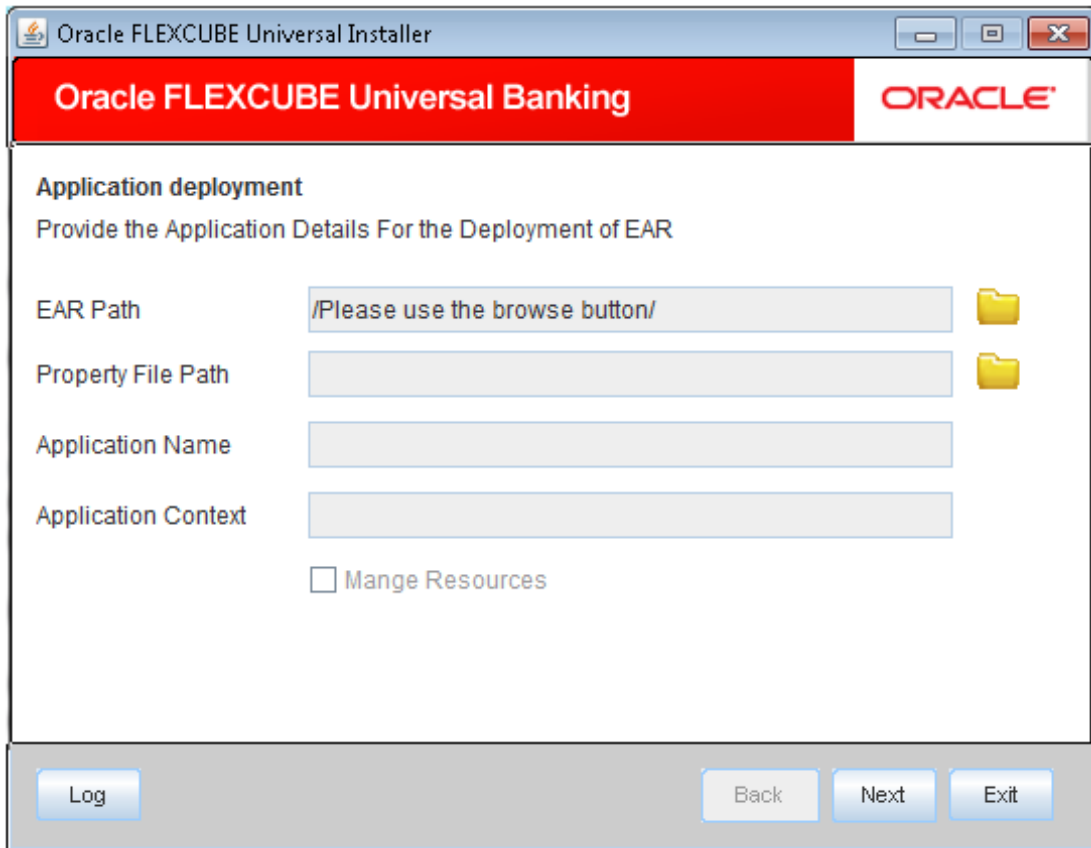 Oracle FLEXCUBE Universal Installer
Oracle FLEXCUBE Universal Banking
ORACLE
Application deployment
Provide the Application Details For the Deployment of EAR
EAR Path
/Please use the browse button/
Property File Path
Application Name
Application Context
Mange Resources
Log
Back
Next
Exit